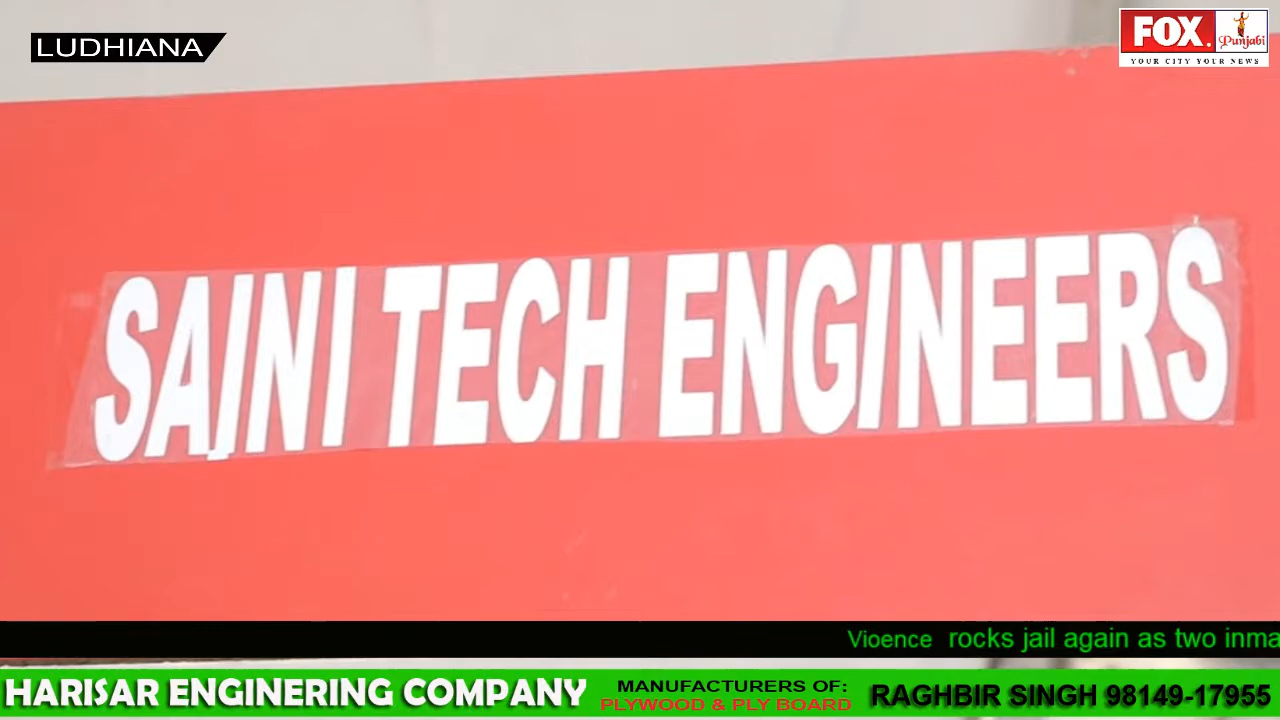 LUDHIANA
FOX.
Punjabi
YOUR CITY YOUR NEWS
SAINI TECH ENGINEERS
Vioence rocks jail again as two inma
HARISAR ENGINERING COMPANY
MANUFACTURERS OF:
PLYWOOD & PLY BOARD
RAGHBIR SINGH 98149-17955